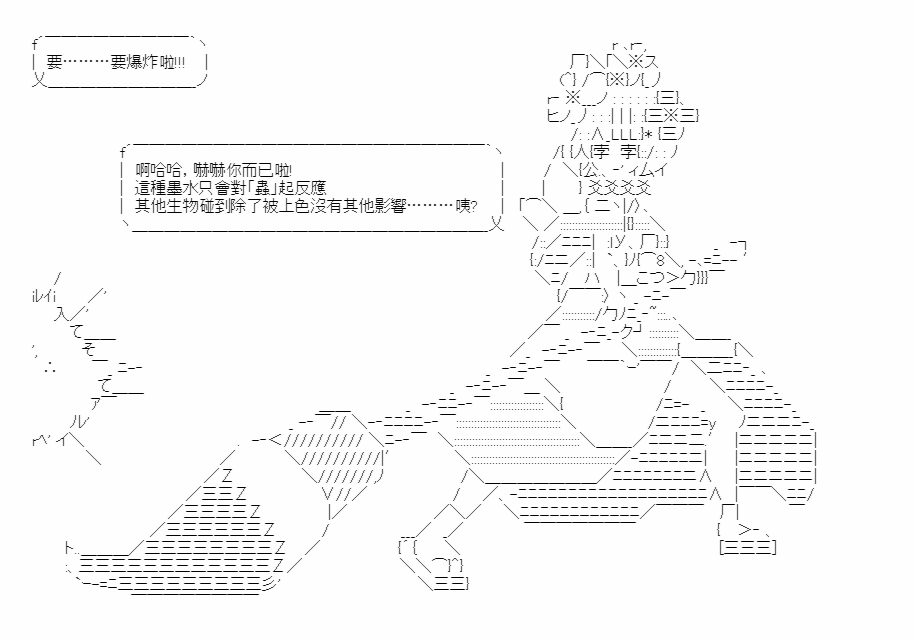 要………要爆炸啦!!!
啊哈哈，嚇嚇你而已啦!
這種墨水只會對「蟲」起反應
其他生物碰到除了被上色沒有其他影響………咦?